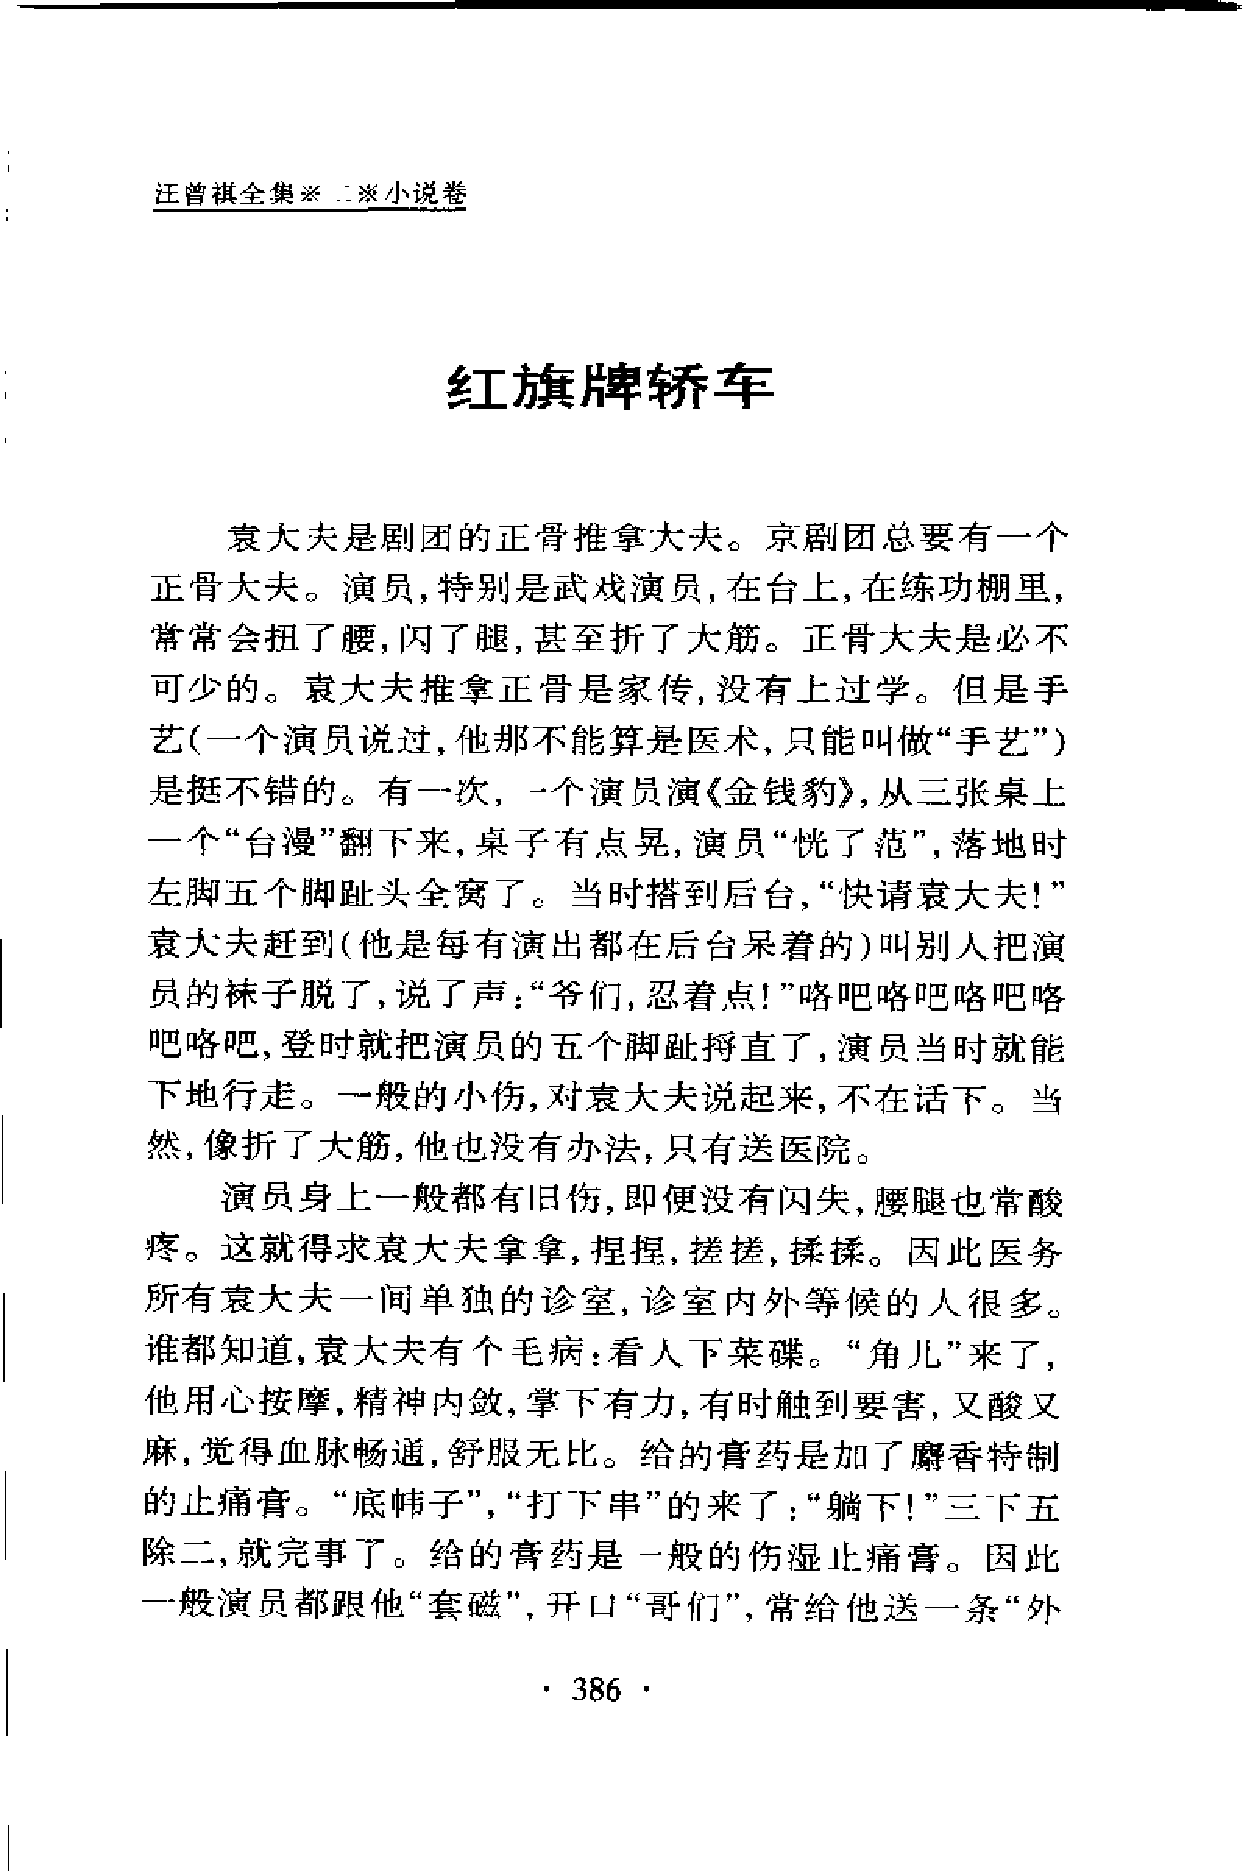 汪曾祺全集※二※小说卷
红旗牌轿车
袁大夫是剧团的正骨推拿大夫。京剧团总要有一个
正骨大夫。演员,特别是武戏演员,在台上,在练功棚里,
常常会扭了腰,闪了腿,甚至折了大筋。正骨大夫是必不
可少的。袁大夫推拿正骨是家传,没有上过学。但是手
艺(一个演员说过,他那不能算是医术,只能叫做“手艺”)
是挺不错的。有一次,一个演员演《金钱豹》,从三张桌上
一个“台漫”翻下来,桌子有点晃,演员“恍了范”,落地时
左脚五个脚趾头全窝了。当时搭到后台,“快请袁大夫!”
袁大夫赶到(他是每有演出都在后台呆着的)叫别人把演
员的袜子脱了,说了声:“爷们,忍着点!”咯吧咯吧咯吧咯
吧咯吧,登时就把演员的五个脚趾捋直了,演员当时就能
下地行走。一般的小伤,对袁大夫说起来,不在话下。当
然,像折了大筋,他也没有办法,只有送医院。
演员身上一般都有旧伤,即便没有闪失,腰腿也常酸
疼。这就得求袁大夫拿拿,捏捏,搓搓,揉揉。因此医务
所有袁大夫一间单独的诊室,诊室内外等候的人很多。
谁都知道,袁大夫有个毛病:看人下菜碟。“角儿”来了,
他用心按摩,精神内敛,掌下有力,有时触到要害,又酸又
麻,觉得血脉畅通,舒服无比。给的膏药是加了麝香特制
的止痛膏。“底帏子”,“打下串”的来了:“躺下!”三下五
除二,就完事了。给的膏药是一般的伤湿止痛膏。因此
一般演员都跟他“套磁”,开口“哥们”,常给他送一条“外
· 386 ·